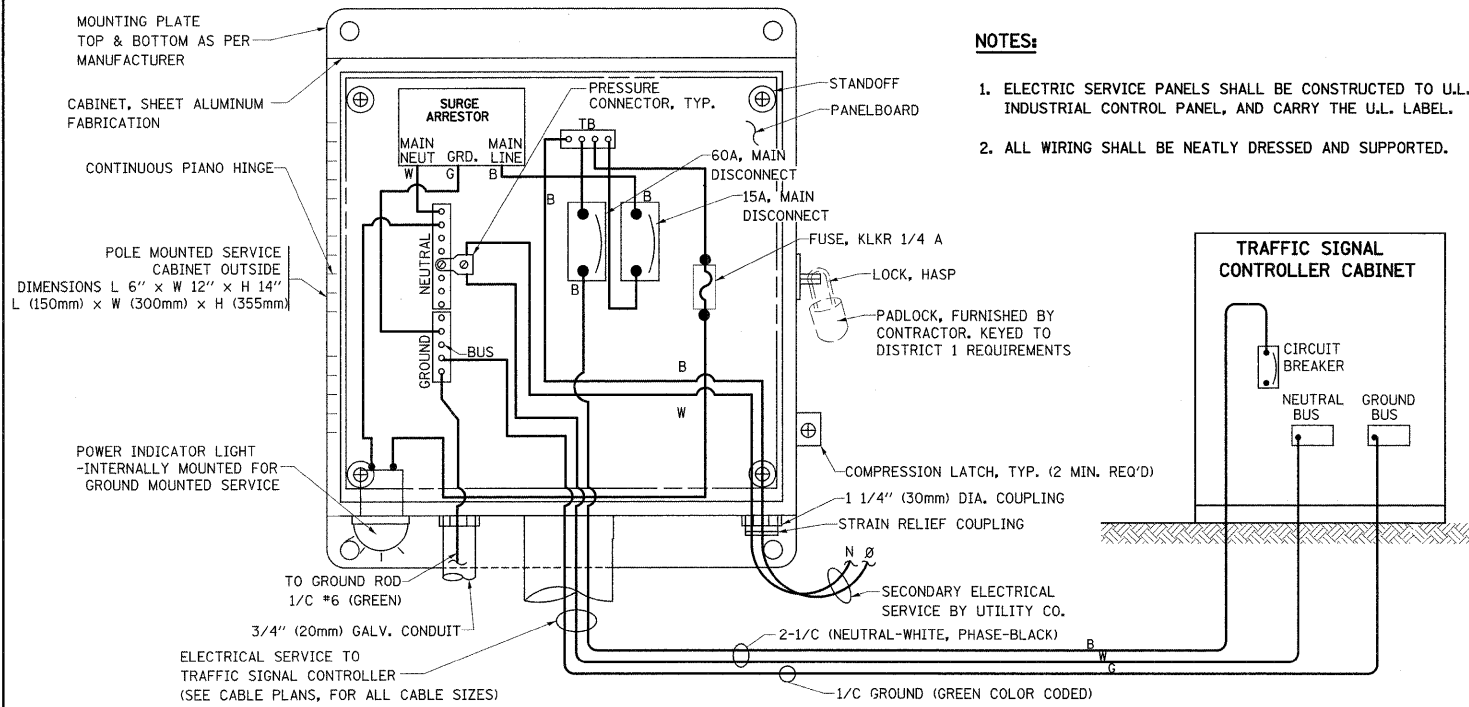 MOUNTING PLATE
TOP & BOTTOM AS PER
MANUFACTURER
CABINET, SHEET ALUMINUM
FABRICATION
CONTINUOUS PIANO HINGE
POLE MOUNTED SERVICE
CABINET OUTSIDE
DIMENSIONS L 6" x W 12" x H 14"
L (150mm) x W (300mm) x H (355mm)
POWER INDICATOR LIGHT
-INTERNALLY MOUNTED FOR
GROUND MOUNTED SERVICE
SURGE
ARRESTOR
MAIN
NEUT
GRD.
MAIN
LINE
W
G
B
PRESSURE
CONNECTOR, TYP.
TB
STANDOFF
PANELBOARD
60A, MAIN
DISCONNECT
15A, MAIN
DISCONNECT
B
B
B
FUSE, KLKR 1/4 A
NEUTRAL
GROUND
BUS
B
W
LOCK, HASP
PADLOCK, FURNISHED BY
CONTRACTOR. KEYED TO
DISTRICT 1 REQUIREMENTS
COMPRESSION LATCH, TYP. (2 MIN. REQ'D)
1 1/4" (30mm) DIA. COUPLING
STRAIN RELIEF COUPLING
N Ø
SECONDARY ELECTRICAL
SERVICE BY UTILITY CO.
TO GROUND ROD
1/C #6 (GREEN)
3/4" (20mm) GALV. CONDUIT
ELECTRICAL SERVICE TO
TRAFFIC SIGNAL CONTROLLER
(SEE CABLE PLANS, FOR ALL CABLE SIZES)
2-1/C (NEUTRAL-WHITE, PHASE-BLACK)
B
W
G
1/C GROUND (GREEN COLOR CODED)
NOTES:
1. ELECTRIC SERVICE PANELS SHALL BE CONSTRUCTED TO U.L.
INDUSTRIAL CONTROL PANEL, AND CARRY THE U.L. LABEL.
2. ALL WIRING SHALL BE NEATLY DRESSED AND SUPPORTED.
TRAFFIC SIGNAL
CONTROLLER CABINET
CIRCUIT
BREAKER
NEUTRAL
BUS
GROUND
BUS